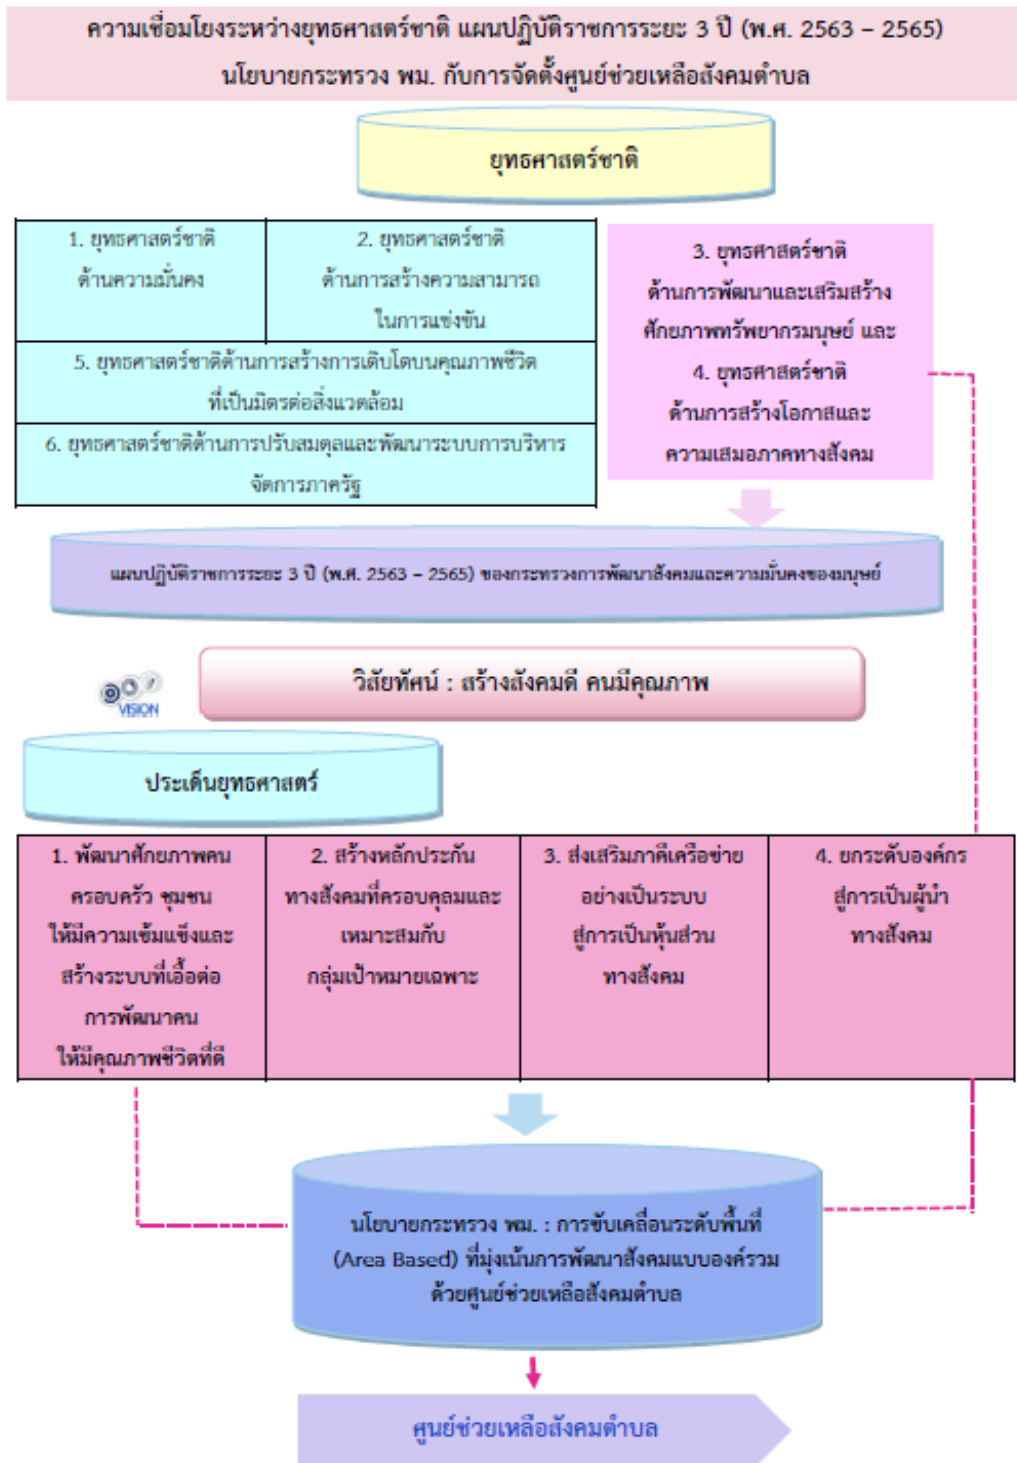 ความเชื่อมโยงระหว่างยุทธศาสตร์ชาติ แผนปฏิบัติราชการระยะ 3 ปี (พ.ศ. 2563 – 2565)
นโยบายกระทรวง พม. กับการจัดตั้งศูนย์ช่วยเหลือสังคมตำบล
ยุทธศาสตร์ชาติ
1. ยุทธศาสตร์ชาติ
ด้านความมั่นคง
2. ยุทธศาสตร์ชาติ
ด้านการสร้างความสามารถ
ในการแข่งขัน
5. ยุทธศาสตร์ชาติด้านการสร้างการเติบโตบนคุณภาพชีวิต
ที่เป็นมิตรต่อสิ่งแวดล้อม
6. ยุทธศาสตร์ชาติด้านการปรับสมดุลและพัฒนาระบบการบริหาร
จัดการภาครัฐ
3. ยุทธศาสตร์ชาติ
ด้านการพัฒนาและเสริมสร้าง
ศักยภาพทรัพยากรมนุษย์ และ
4. ยุทธศาสตร์ชาติ
ด้านการสร้างโอกาสและ
ความเสมอภาคทางสังคม
แผนปฏิบัติราชการระยะ 3 ปี (พ.ศ. 2563 – 2565) ของกระทรวงการพัฒนาสังคมและความมั่นคงของมนุษย์
VISION
วิสัยทัศน์ : สร้างสังคมดี คนมีคุณภาพ
ประเด็นยุทธศาสตร์
1. พัฒนาศักยภาพคน
ครอบครัว ชุมชน
ให้มีความเข้มแข็งและ
สร้างระบบที่เอื้อต่อ
การพัฒนาคน
ให้มีคุณภาพชีวิตที่ดี
2. สร้างหลักประกัน
ทางสังคมที่ครอบคลุมและ
เหมาะสมกับ
กลุ่มเป้าหมายเฉพาะ
3. ส่งเสริมภาคีเครือข่าย
อย่างเป็นระบบ
สู่การเป็นหุ้นส่วน
ทางสังคม
4. ยกระดับองค์กร
สู่การเป็นผู้นำ
ทางสังคม
นโยบายกระทรวง พม. : การขับเคลื่อนระดับพื้นที่
(Area Based) ที่มุ่งเน้นการพัฒนาสังคมแบบองค์รวม
ด้วยศูนย์ช่วยเหลือสังคมตำบล
ศูนย์ช่วยเหลือสังคมตำบล